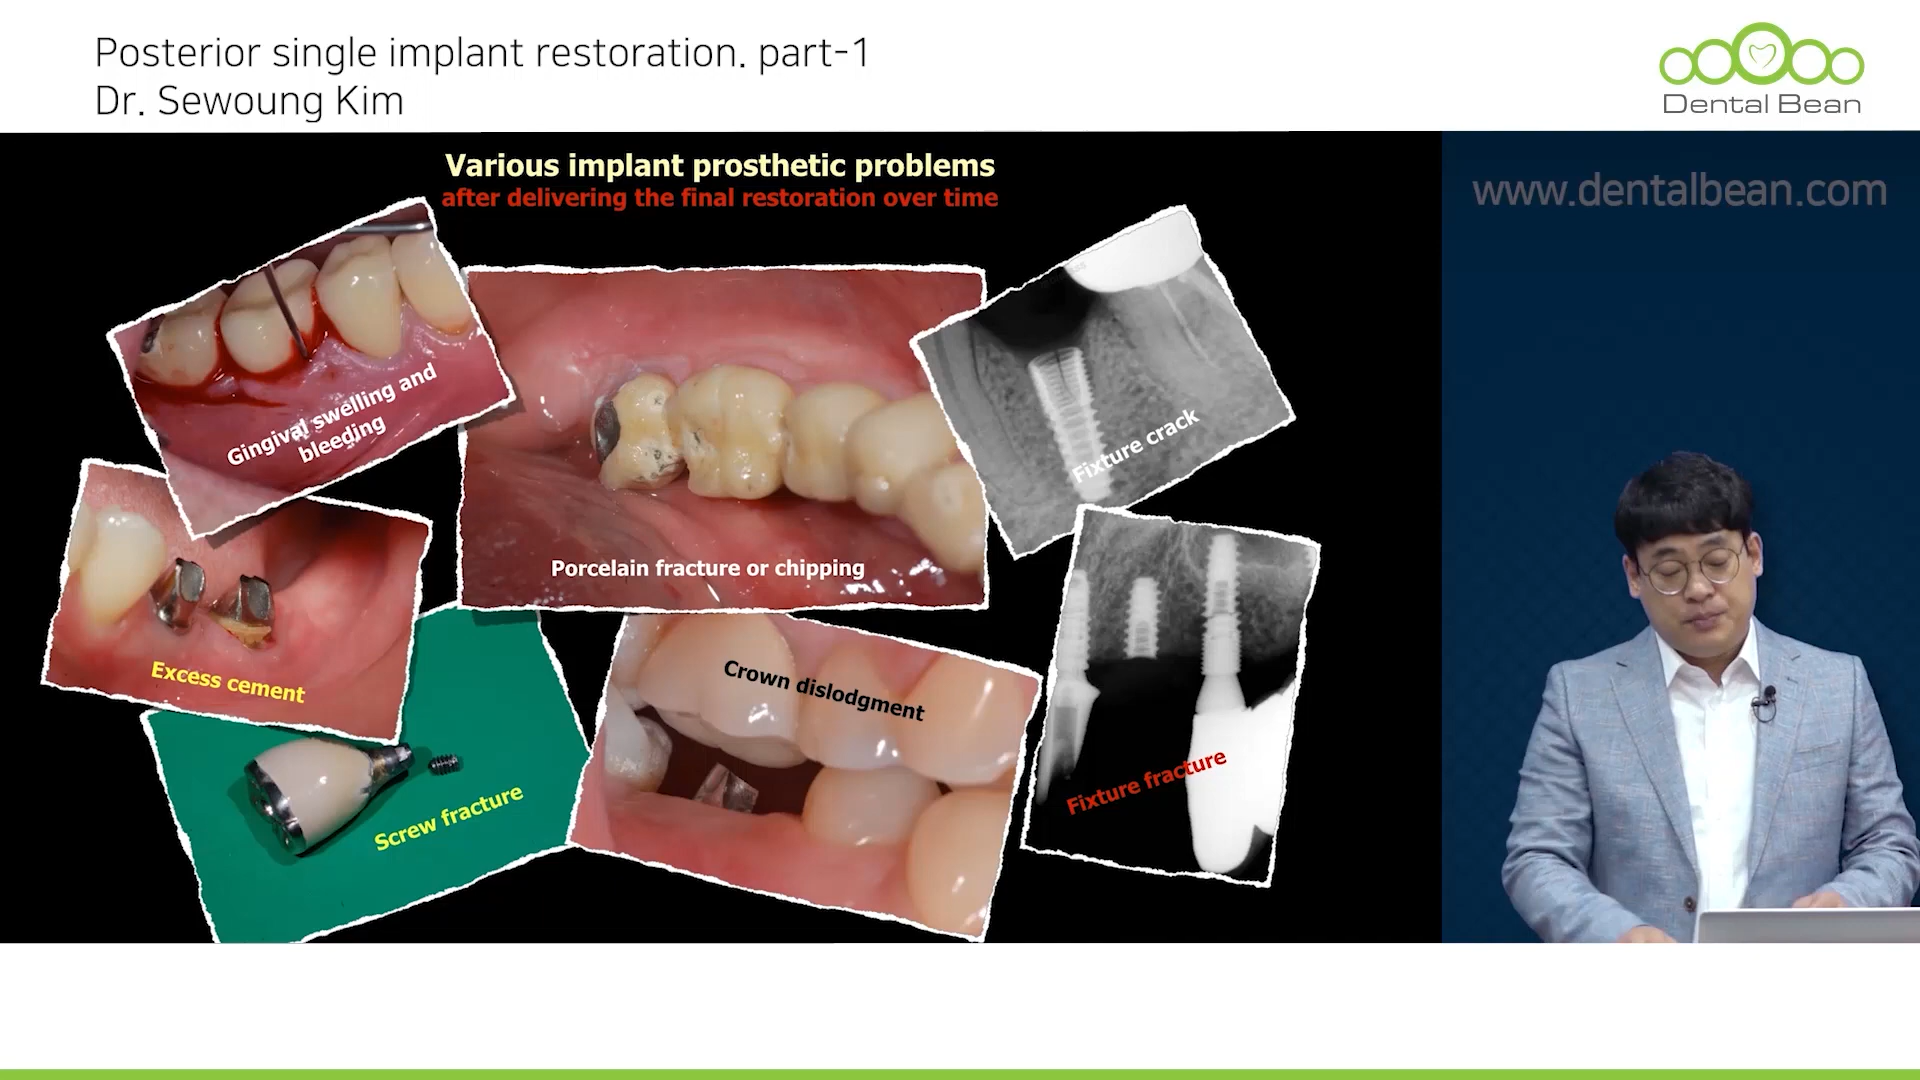 Posterior single implant restoration. part-1
Dr. Sewoung Kim
Dental Bean
www.dentalbean.com
Various implant prosthetic problems
after delivering the final restoration over time
Gingival swelling and
bleeding
Porcelain fracture or chipping
Fixture crack
Excess cement
Crown dislodgment
Screw fracture
Fixture fracture